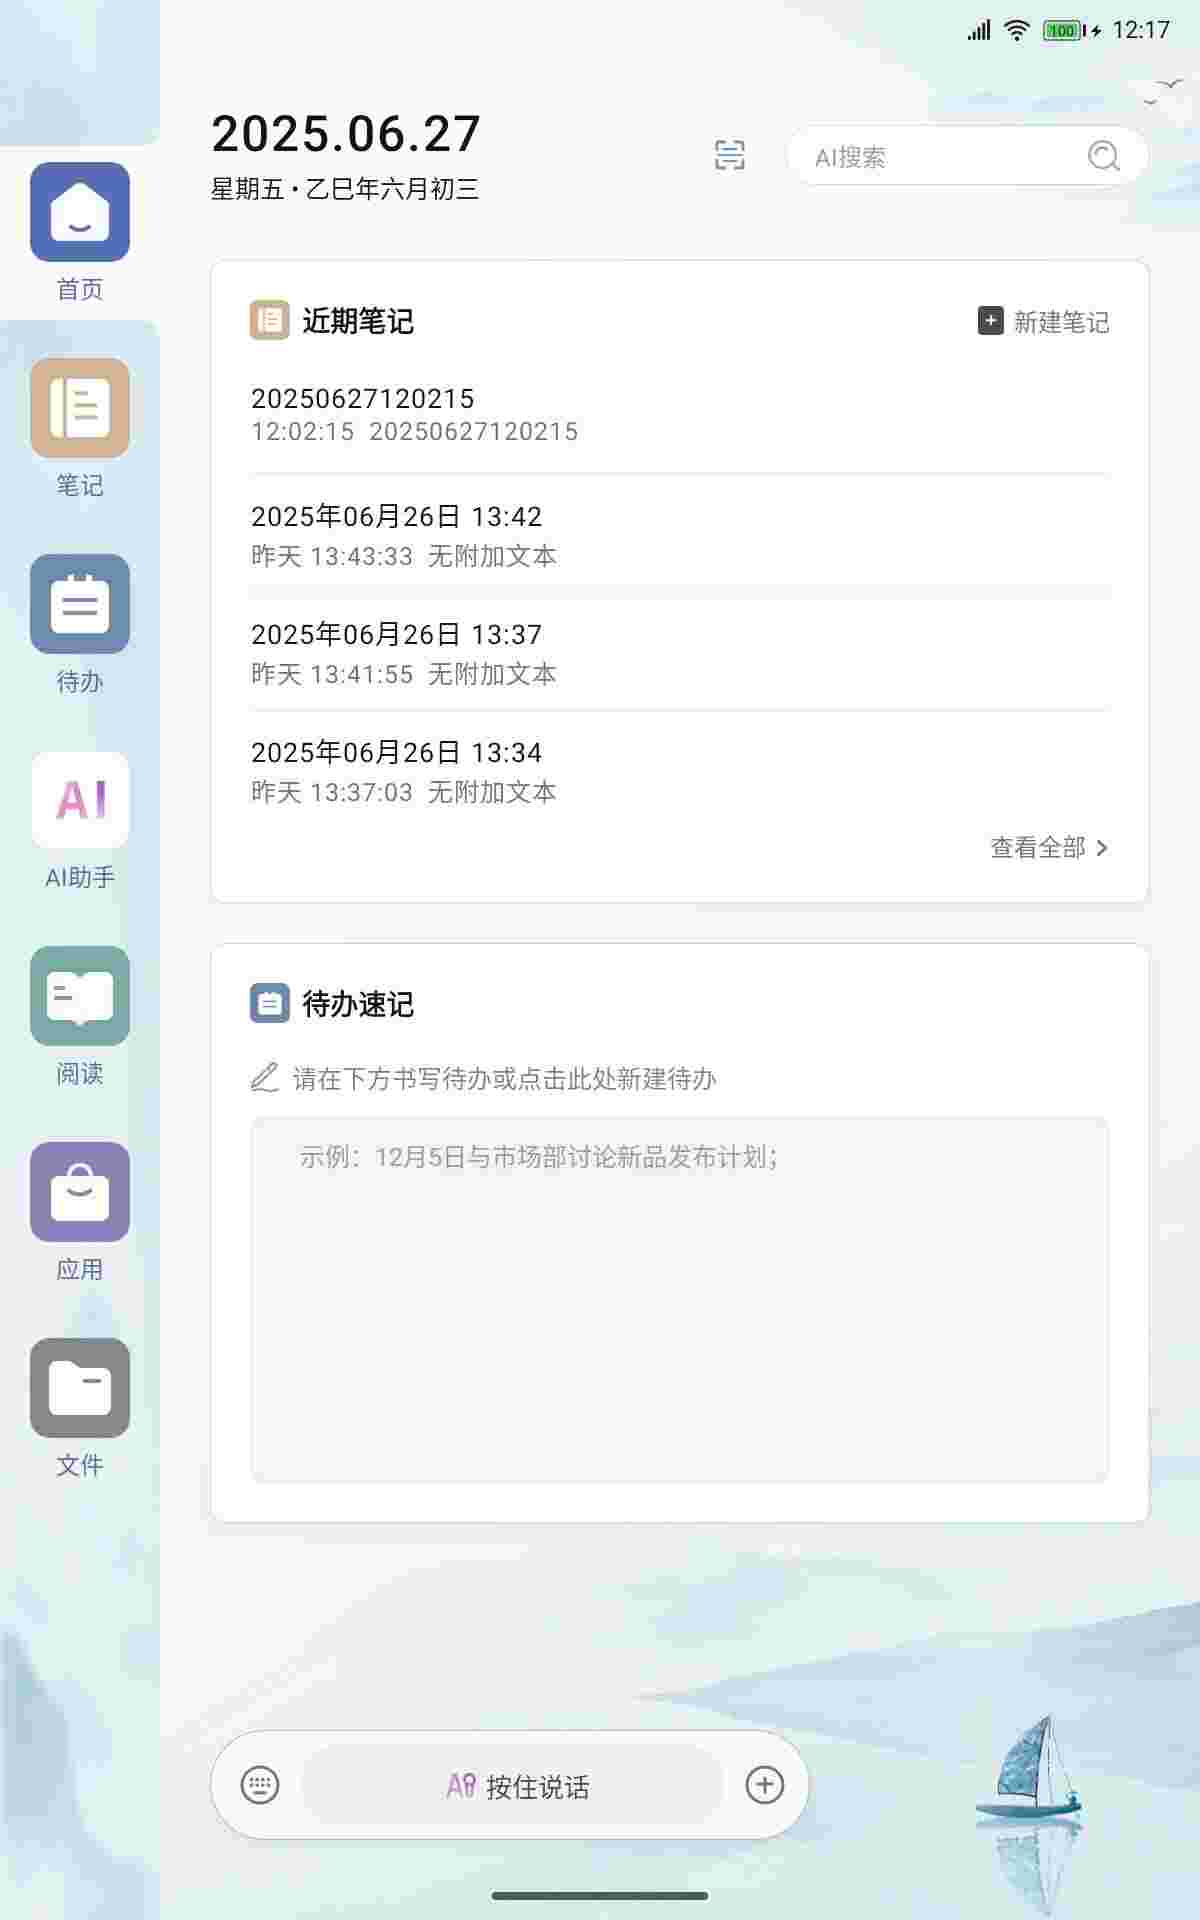 100 12:17
2025.06.27
星期五·乙巳年六月初三
AI搜索
首页
笔记
待办
AI
AI助手
阅读
应用
文件
近期笔记
新建笔记
20250627120215
12:02:15 20250627120215
2025年06月26日 13:42
昨天 13:43:33 无附加文本
2025年06月26日 13:37
昨天 13:41:55 无附加文本
2025年06月26日 13:34
昨天 13:37:03 无附加文本
查看全部
待办速记
请在下方书写待办或点击此处新建待办
示例：12月5日与市场部讨论新品发布计划；
AI 按住说话